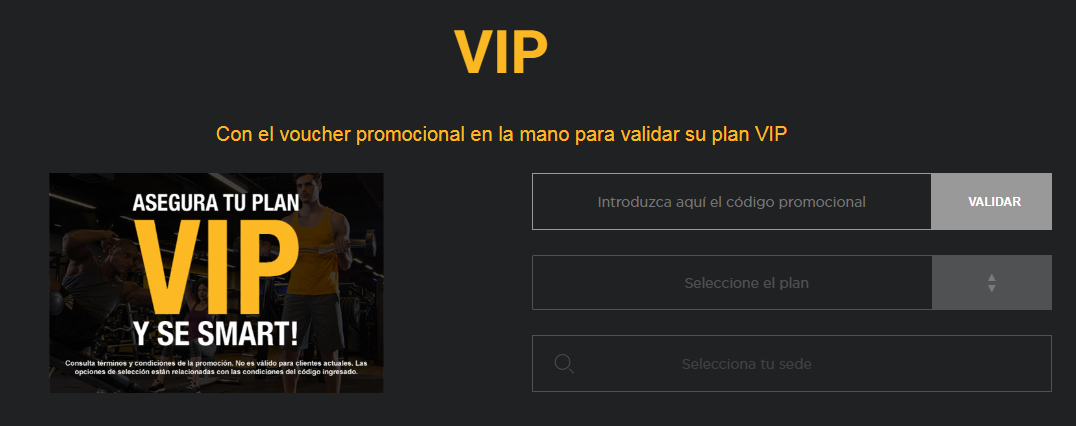 VIP
Con el voucher promocional en la mano para validar su plan VIP
ASEGURA TU PLAN
VIP
Y SE SMART!
Consulta términos y condiciones de la promoción. No es válido para clientes actuales. Las
opciones de selección están relacionadas con las condiciones del código ingresado.
Introduzca aquí el código promocional
VALIDAR
Seleccione el plan
Selecciona tu sede